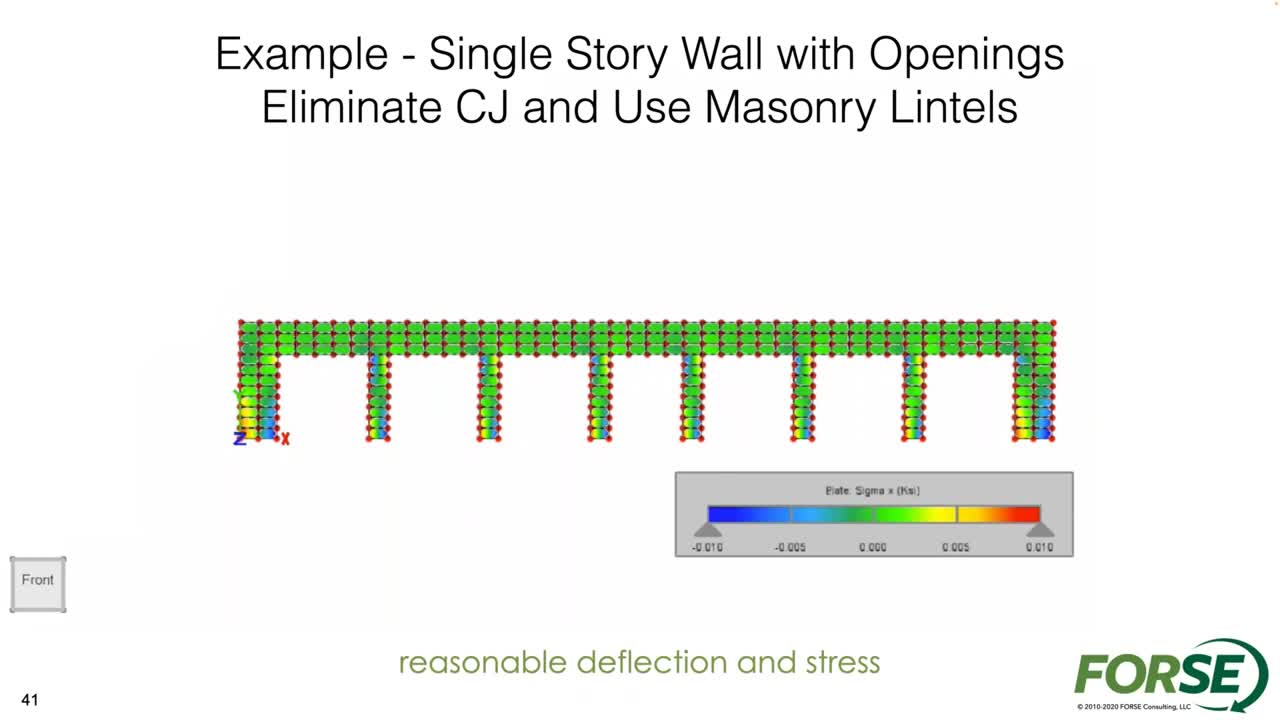 Example - Single Story Wall with Openings
Eliminate CJ and Use Masonry Lintels
Y
Z X
Plate: Sigma x (Ksi)
-0.010 -0.005 0.000 0.005 0.010
Front
reasonable deflection and stress
FORSE
© 2010-2020 FORSE Consulting, LLC
41